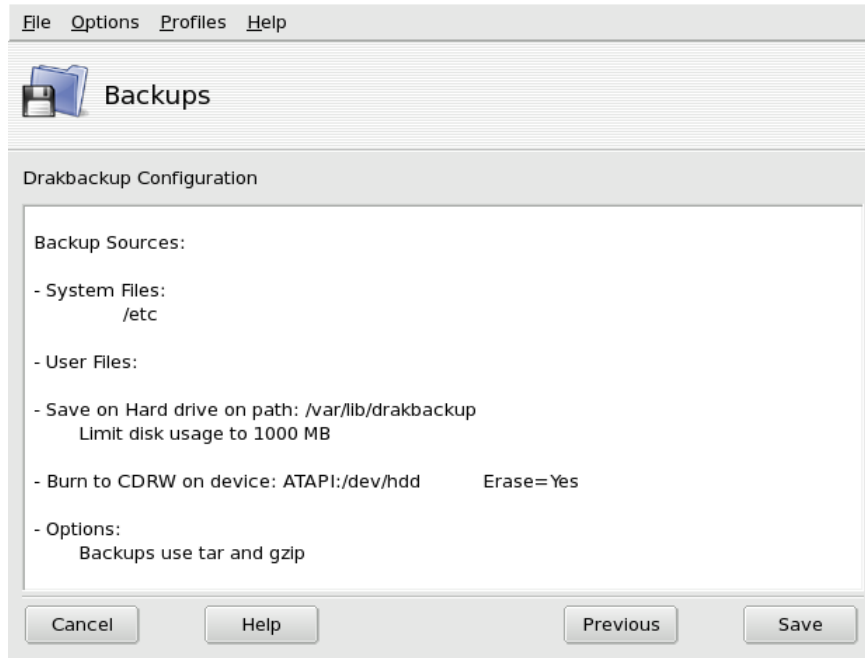 File Options Profiles Help
Backups
Drakbackup Configuration
Backup Sources:
- System Files:
/etc
- User Files:
- Save on Hard drive on path: /var/lib/drakbackup
Limit disk usage to 1000 MB
- Burn to CDRW on device: ATAPI:/dev/hdd Erase=Yes
- Options:
Backups use tar and gzip
Cancel Help Previous Save